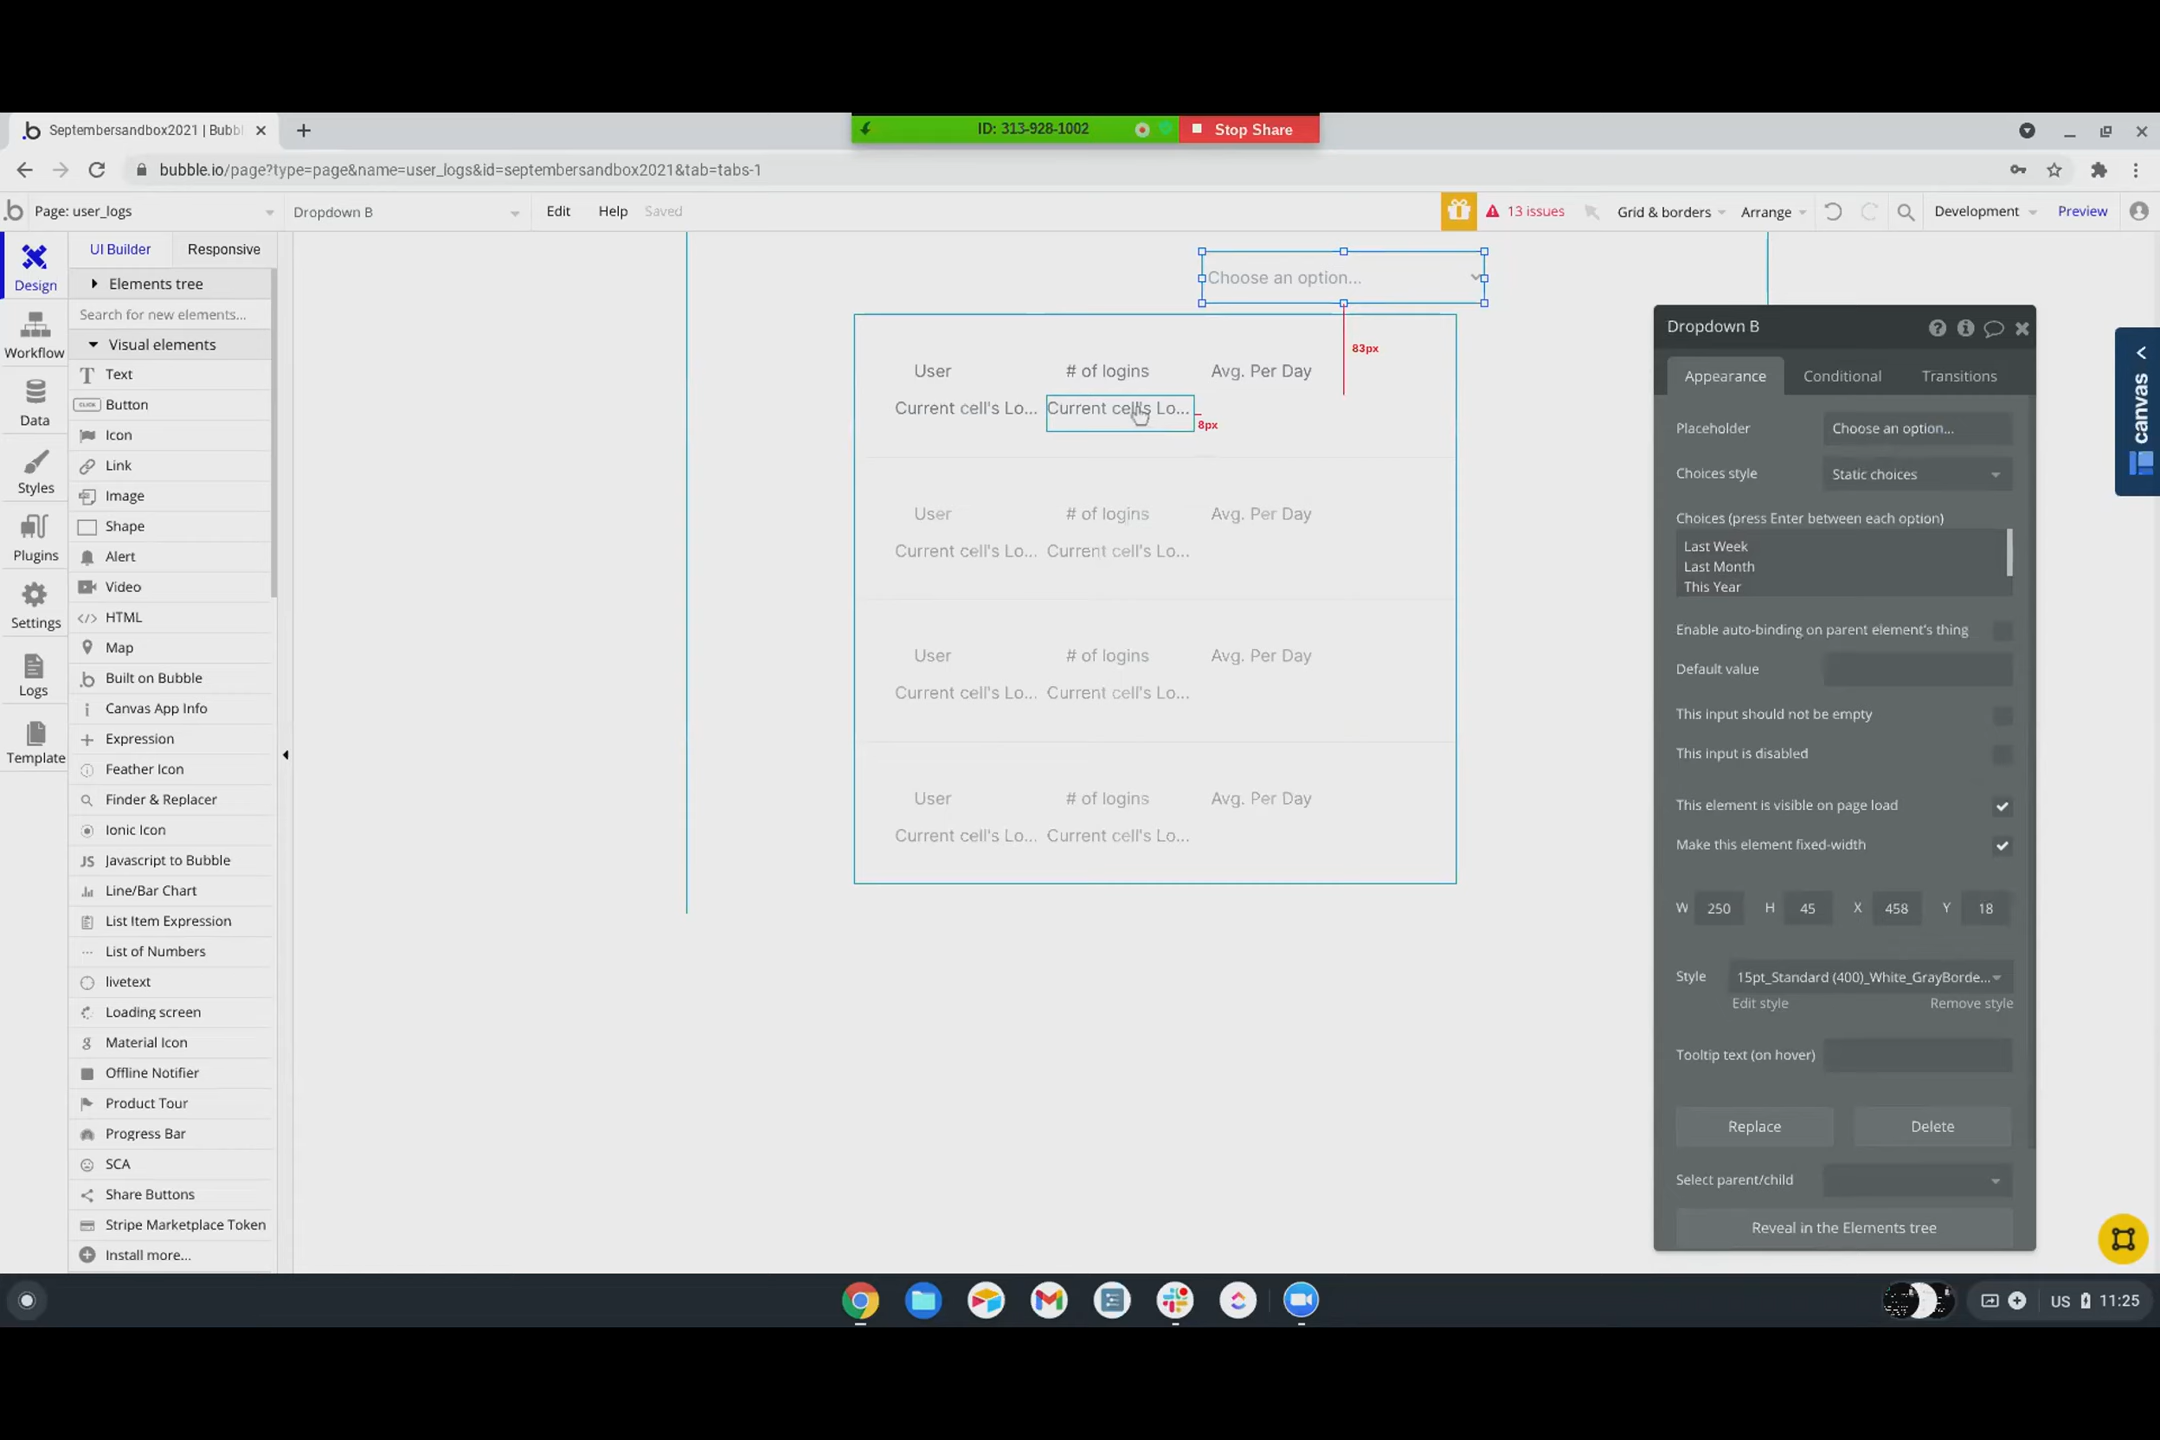 Septembersandbox2021 | Bubbl
ID: 313-928-1002
Stop Share
bubble.io/page?type=page&name=user_logs&id=septembersandbox2021&tab=tabs-1
Page: user_logs
Dropdown B
Edit
Help
Saved
13 issues
Grid & borders
Arrange
Development
Preview
Design
Workflow
Data
Styles
Plugins
Settings
Logs
Template
UI Builder
Responsive
Elements tree
Search for new elements...
Visual elements
Text
CLICK
Button
Icon
Link
Image
Shape
Alert
Video
HTML
Map
Built on Bubble
Canvas App Info
Expression
Feather Icon
Finder & Replacer
Ionic Icon
JS Javascript to Bubble
Line/Bar Chart
List Item Expression
List of Numbers
livetext
Loading screen
Material Icon
Offline Notifier
Product Tour
Progress Bar
SCA
Share Buttons
Stripe Marketplace Token
Install more...
Choose an option...
83px
User # of logins Avg. Per Day
Current cell's Lo... Current cell's Lo...
8px
User # of logins Avg. Per Day
Current cell's Lo... Current cell's Lo...
User # of logins Avg. Per Day
Current cell's Lo... Current cell's Lo...
User # of logins Avg. Per Day
Current cell's Lo... Current cell's Lo...
Dropdown B
Appearance
Conditional
Transitions
Placeholder Choose an option...
Choices style Static choices
Choices (press Enter between each option)
Last Week
Last Month
This Year
Enable auto-binding on parent element's thing
Default value
This input should not be empty
This input is disabled
This element is visible on page load
Make this element fixed-width
W 250 H 45 X 458 Y 18
Style 15pt_Standard (400)_White_GrayBorde...
Edit style Remove style
Tooltip text (on hover)
Replace
Delete
Select parent/child
Reveal in the Elements tree
canvas
US 11:25